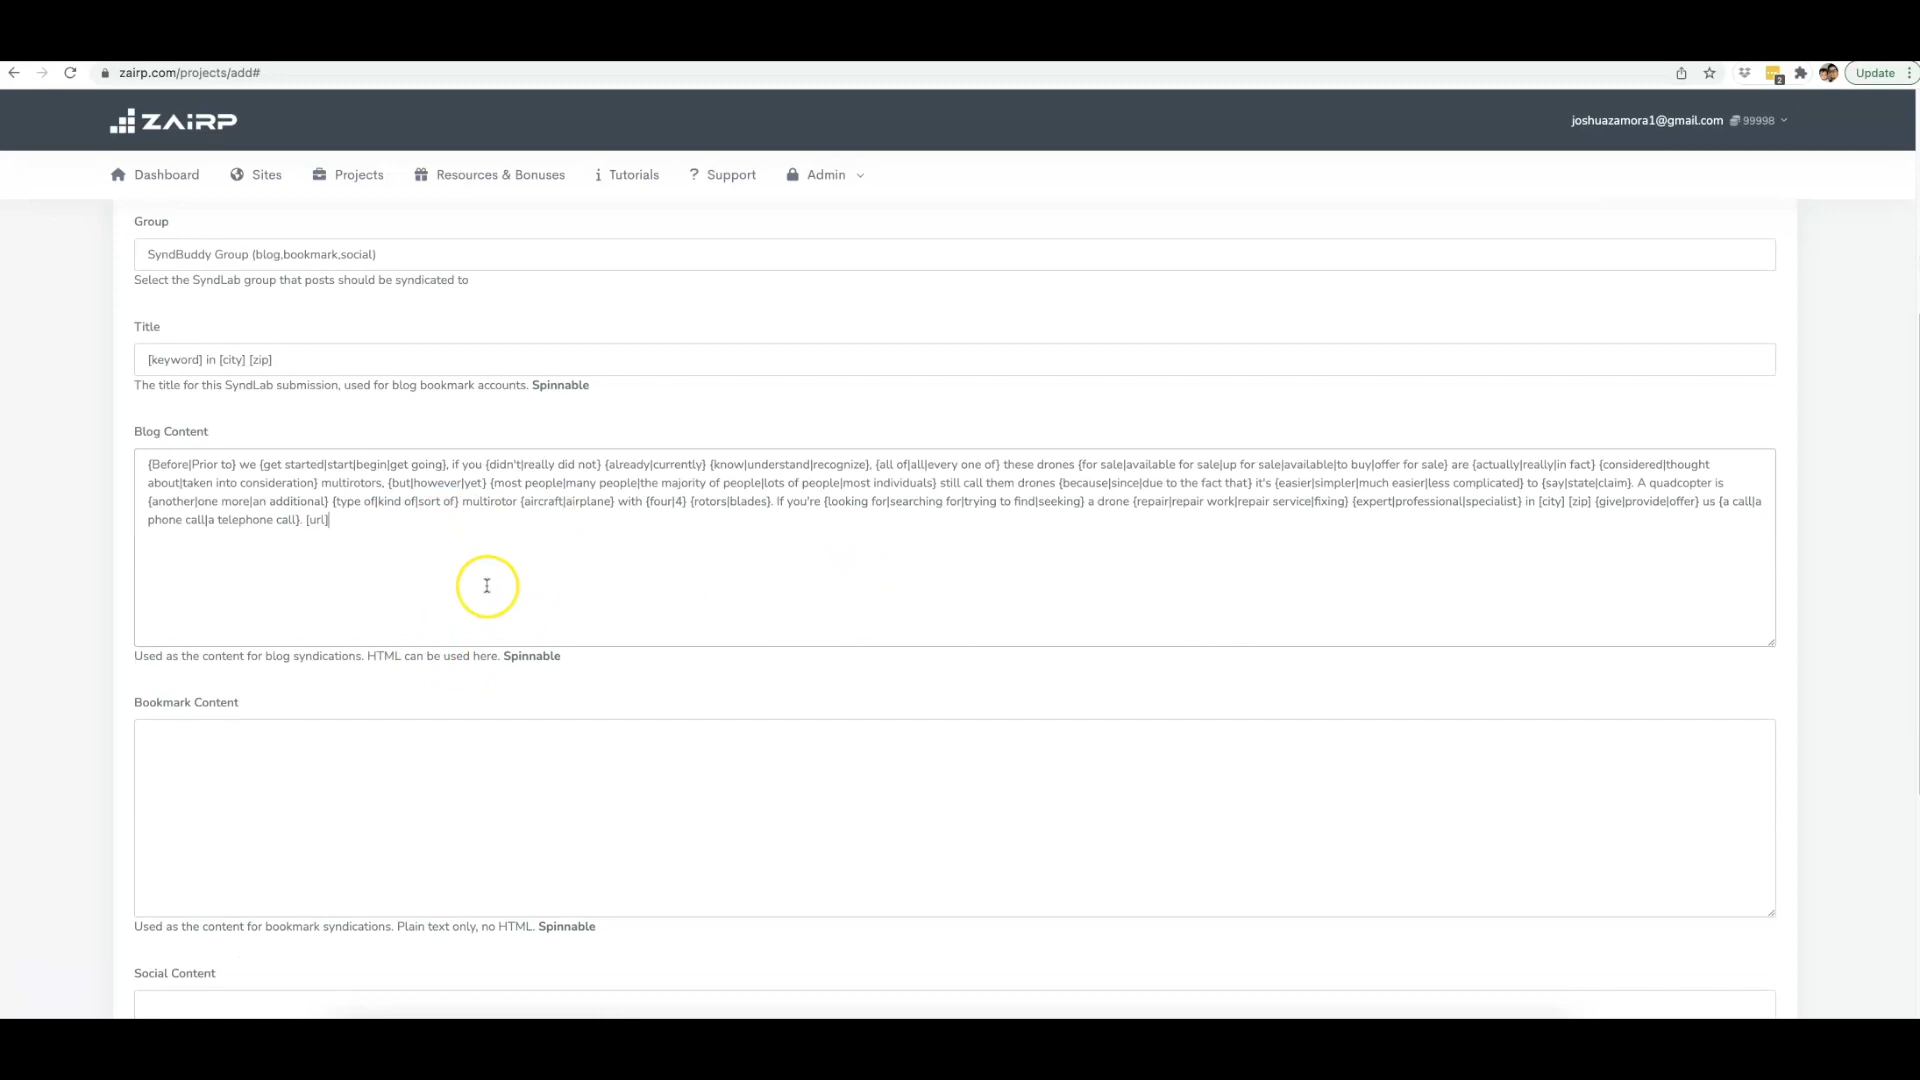 zairp.com/projects/add#
2
Update
ZAIRP
joshuazamora1@gmail.com 99998
Dashboard Sites Projects Resources & Bonuses Tutorials ? Support Admin
Group
SyndBuddy Group (blog,bookmark,social)
Select the SyndLab group that posts should be syndicated to
Title
[keyword] in [city] [zip]
The title for this SyndLab submission, used for blog bookmark accounts. Spinnable
Blog Content
{Before|Prior to} we {get started|start|begin|get going}, if you {didn't|really did not} {already|currently} {know|understand|recognize}, {all of|all|every one of} these drones {for sale|available for sale|up for sale|available|to buy|offer for sale} are {actually|really|in fact} {considered|thought
about|taken into consideration} multirotors, {but|however|yet} {most people|many people|the majority of people|lots of people|most individuals} still call them drones {because|since|due to the fact that} it's {easier|simpler|much easier|less complicated} to {say|state|claim}. A quadcopter is
{another|one more|an additional} {type of|kind of|sort of} multirotor {aircraft|airplane} with {four|4} {rotors|blades}. If you're {looking for|searching for|trying to find|seeking} a drone {repair|repair work|repair service|fixing} {expert|professional|specialist} in [city] [zip] {give|provide|offer} us {a call|a
phone call|a telephone call}. [url]
Used as the content for blog syndications. HTML can be used here. Spinnable
Bookmark Content
Used as the content for bookmark syndications. Plain text only, no HTML. Spinnable
Social Content